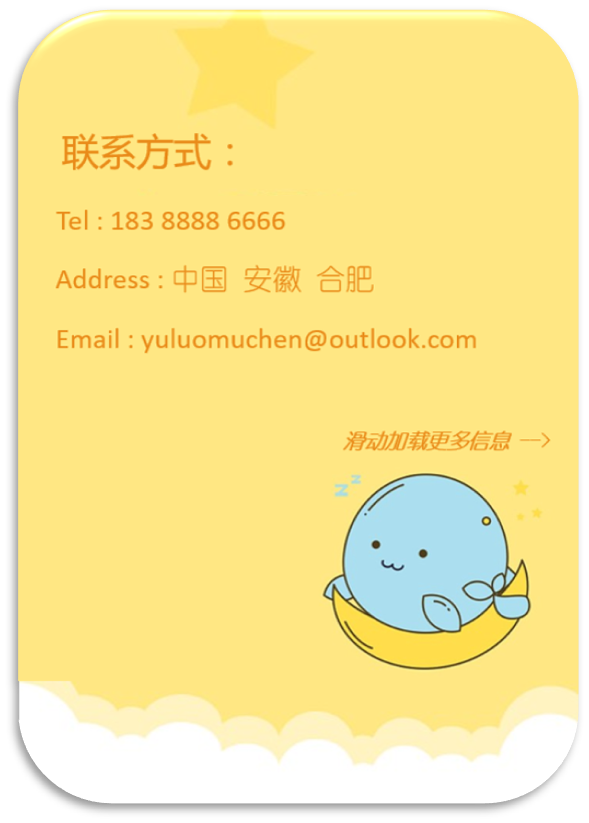 联系方式：
Tel : 183 8888 6666
Address : 中国 安徽 合肥
Email : yuluomuchen@outlook.com
滑动加载更多信息 —>
z z